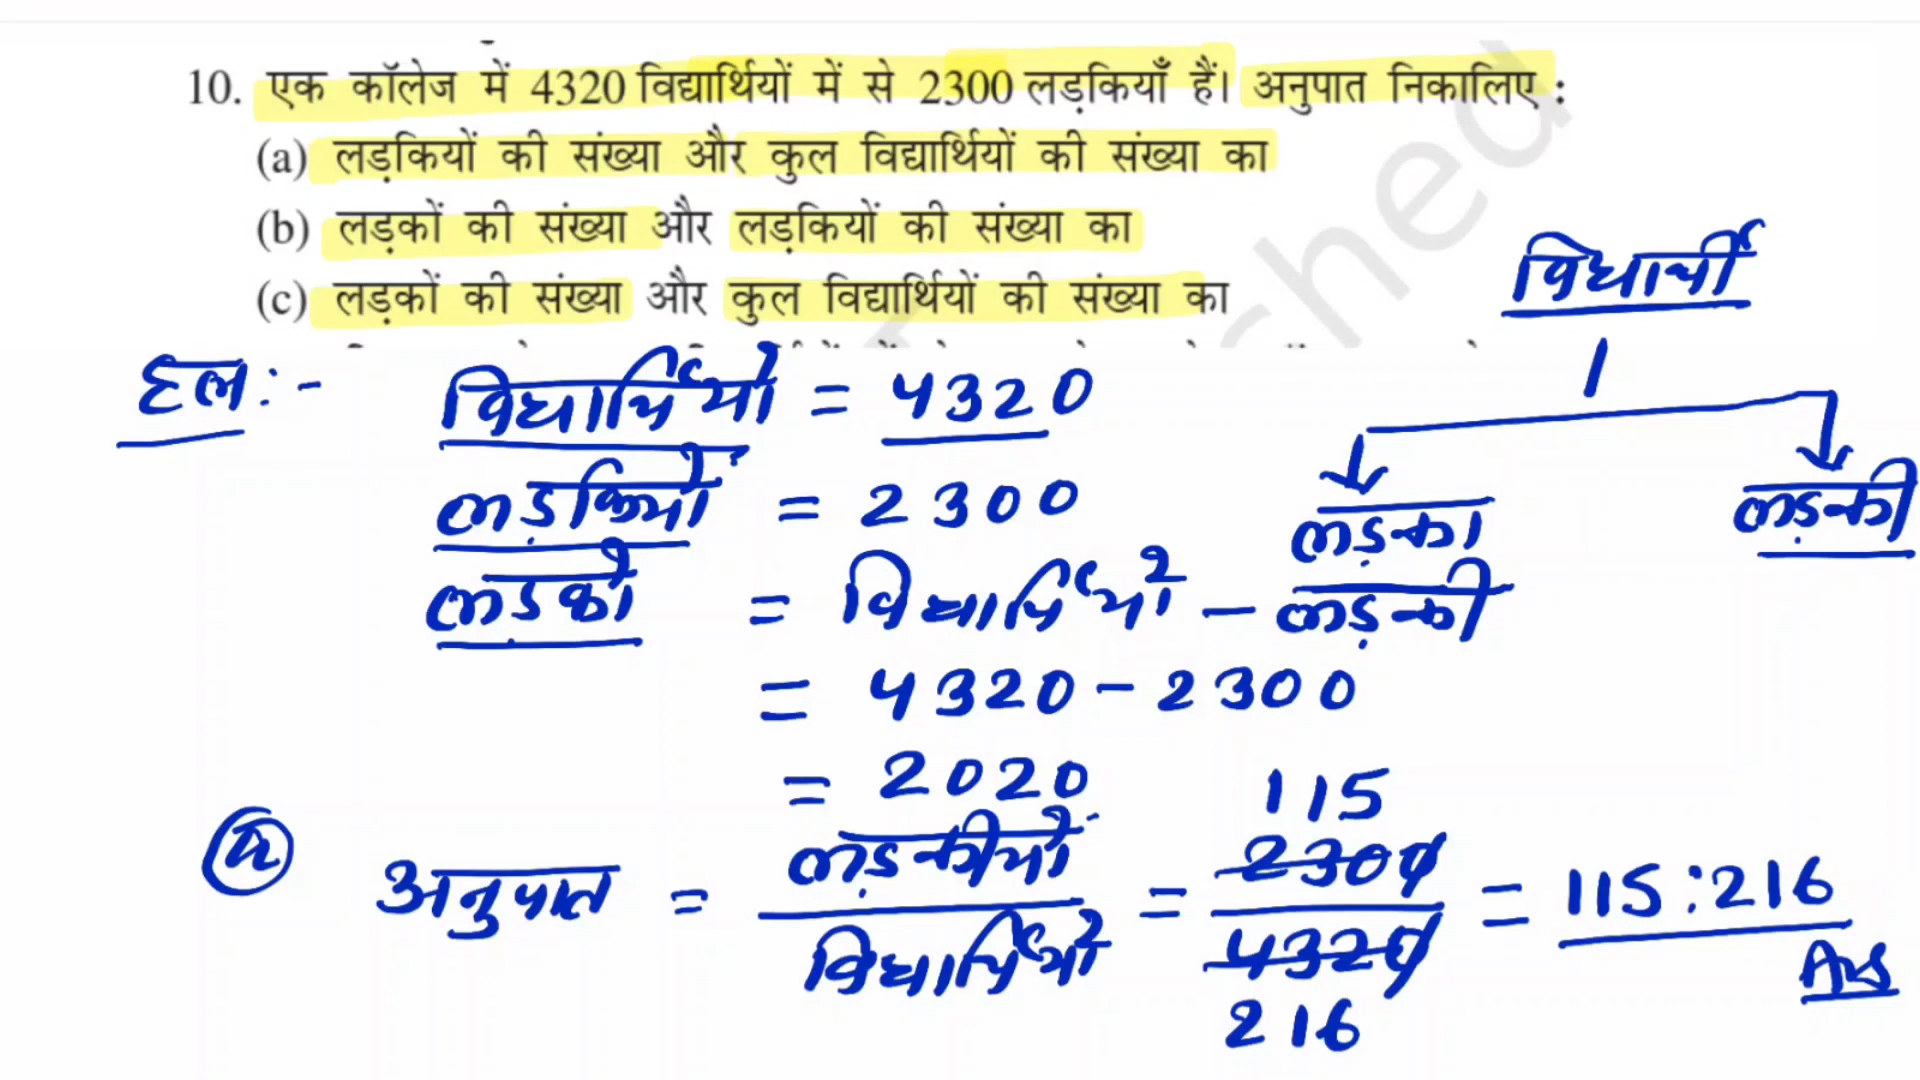 10. एक कॉलेज में 4320 विद्यार्थियों में से 2300 लड़कियाँ हैं। अनुपात निकालिए :
(a) लड़कियों की संख्या और कुल विद्यार्थियों की संख्या का
(b) लड़कों की संख्या और लड़कियों की संख्या का
(c) लड़कों की संख्या और कुल विद्यार्थियों की संख्या का
shed
विद्यार्थी
लड़का लड़की
हल :-
विद्यार्थियों = 4320
लड़कियों = 2300
लड़कों = विद्यार्थियों - लड़की
= 4320 - 2300
= 2020
अनुपात = लड़कीयों / विद्यार्थियों = 2300 / 4320 = 115 : 216
115
216
Ans